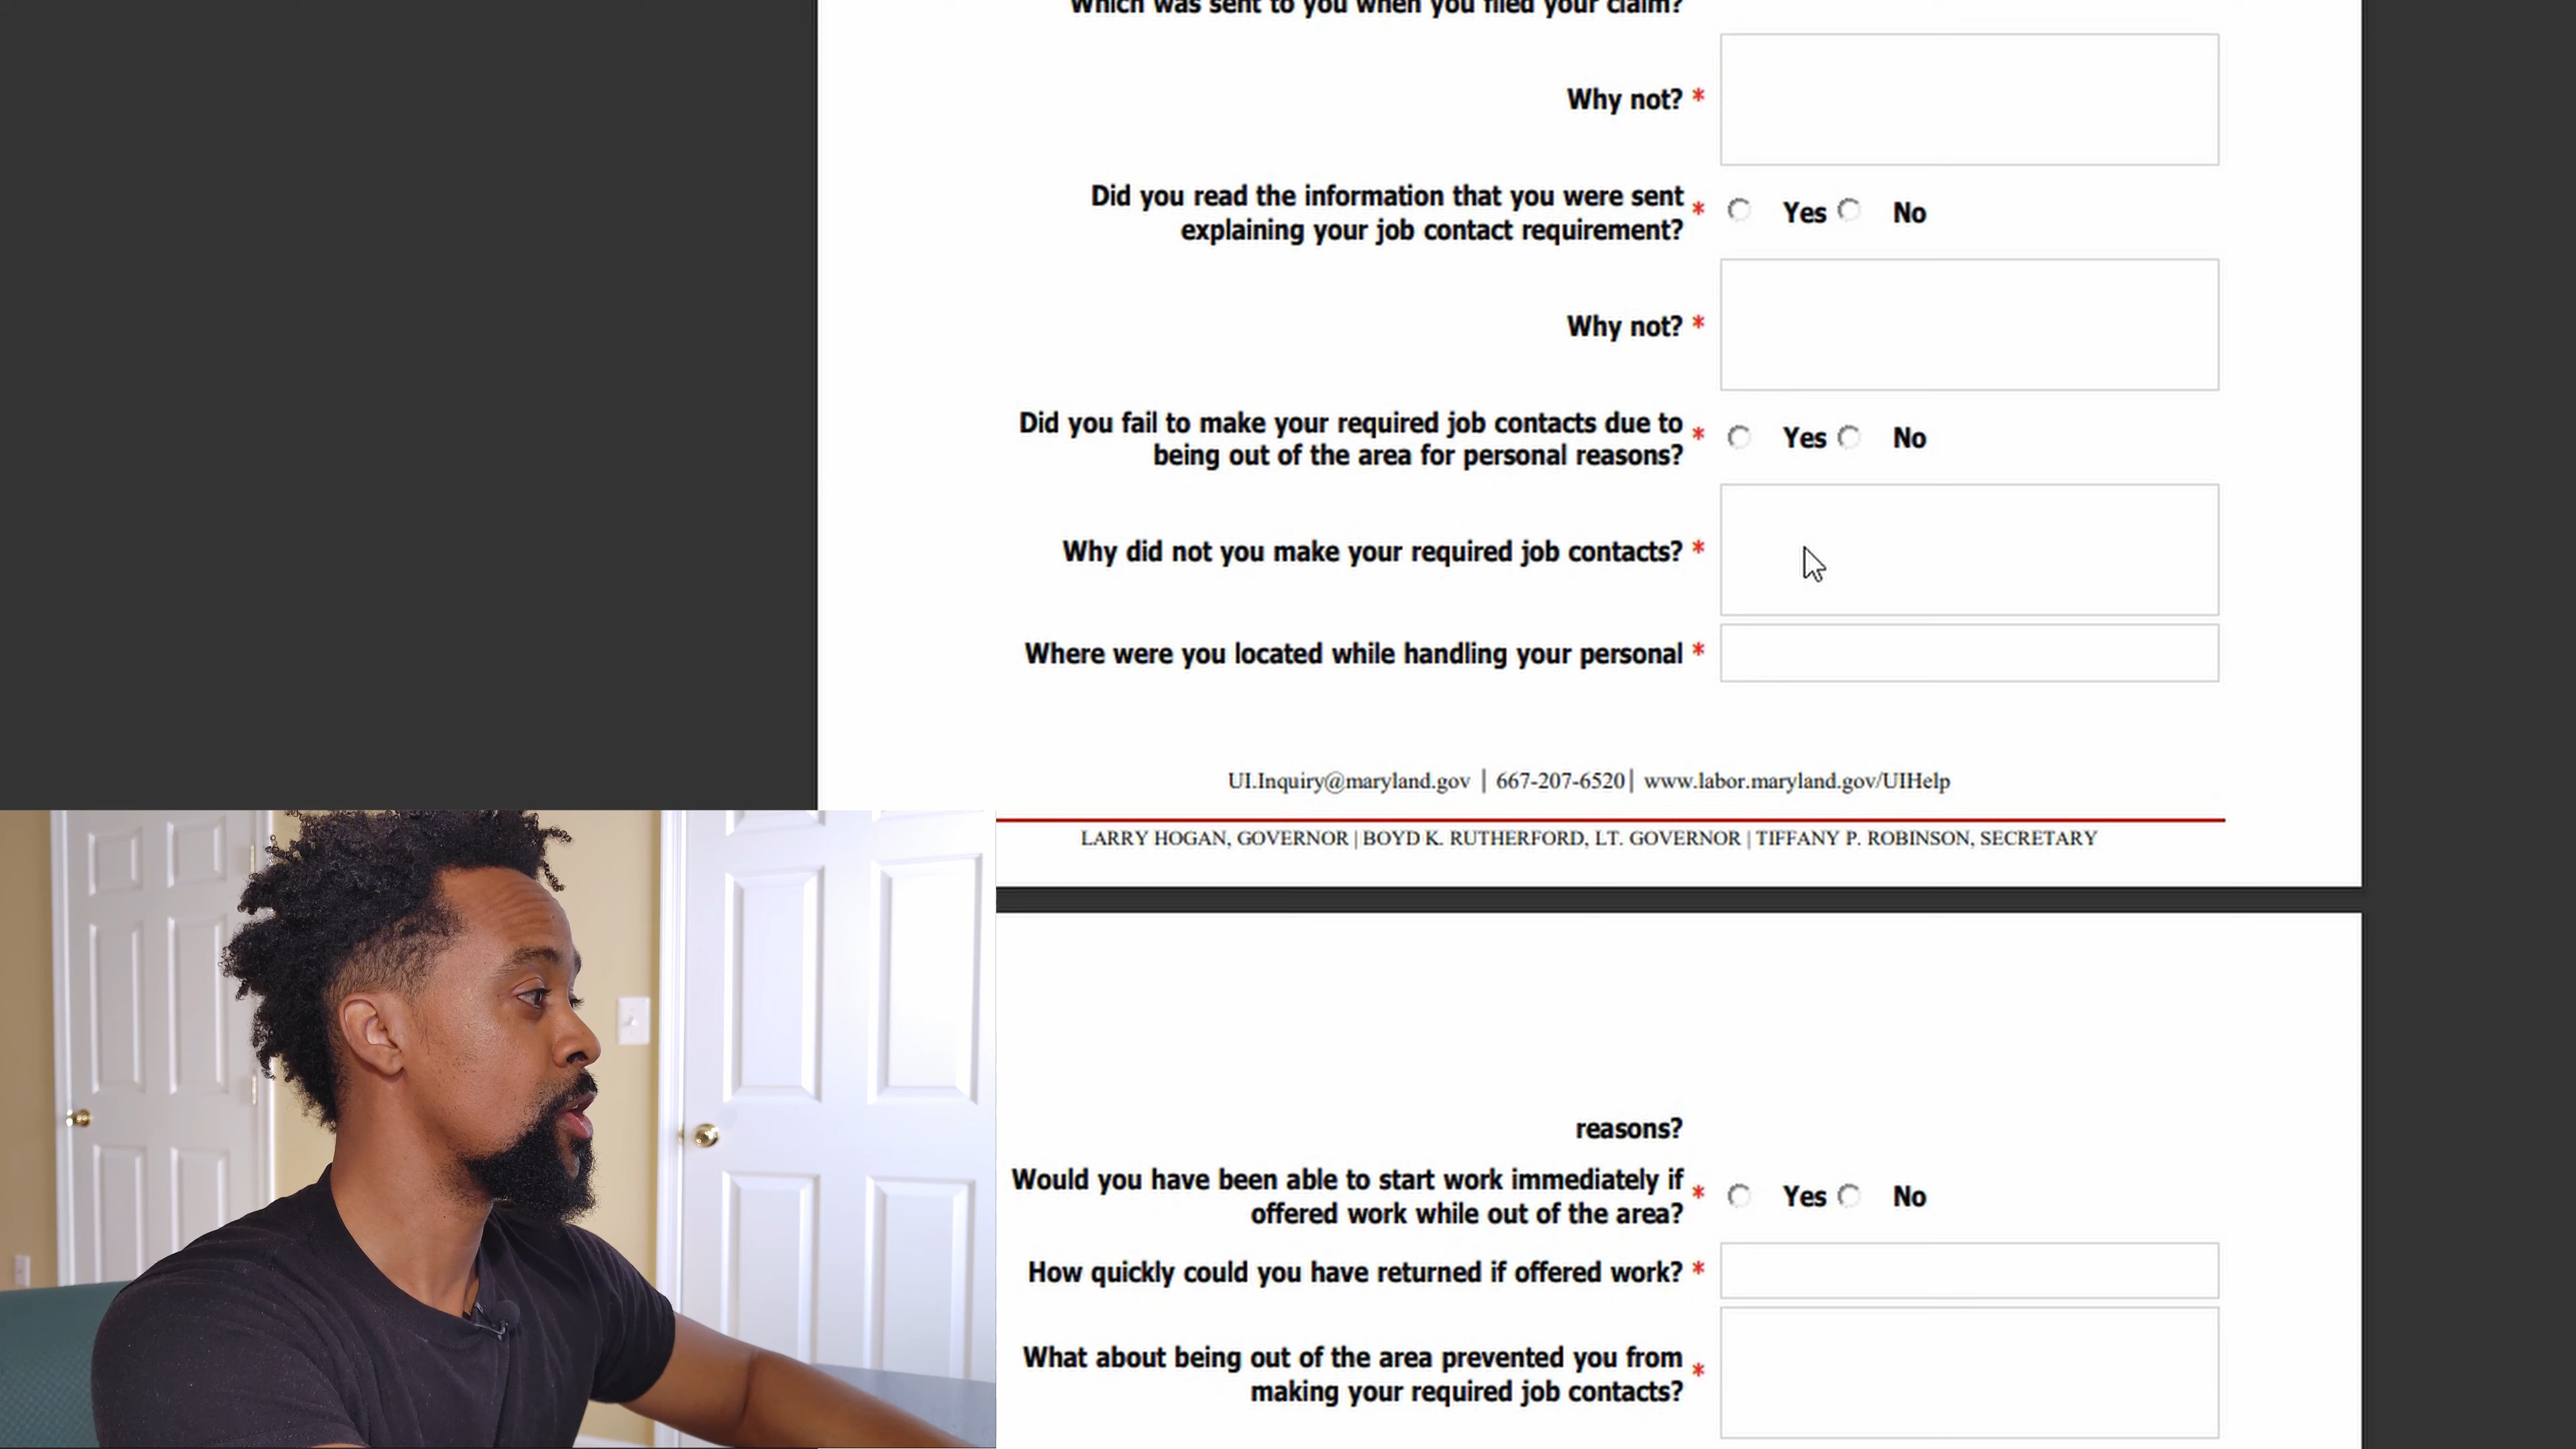 Which was sent to you when you filed your claim?
Why not? *
Did you read the information that you were sent
explaining your job contact requirement? * Yes No
Why not? *
Did you fail to make your required job contacts due to
being out of the area for personal reasons? * Yes No
Why did not you make your required job contacts? *
Where were you located while handling your personal *
UI.Inquiry@maryland.gov | 667-207-6520 | www.labor.maryland.gov/UIHelp
LARRY HOGAN, GOVERNOR | BOYD K. RUTHERFORD, LT. GOVERNOR | TIFFANY P. ROBINSON, SECRETARY
reasons?
Would you have been able to start work immediately if
offered work while out of the area? * Yes No
How quickly could you have returned if offered work? *
What about being out of the area prevented you from
making your required job contacts? *